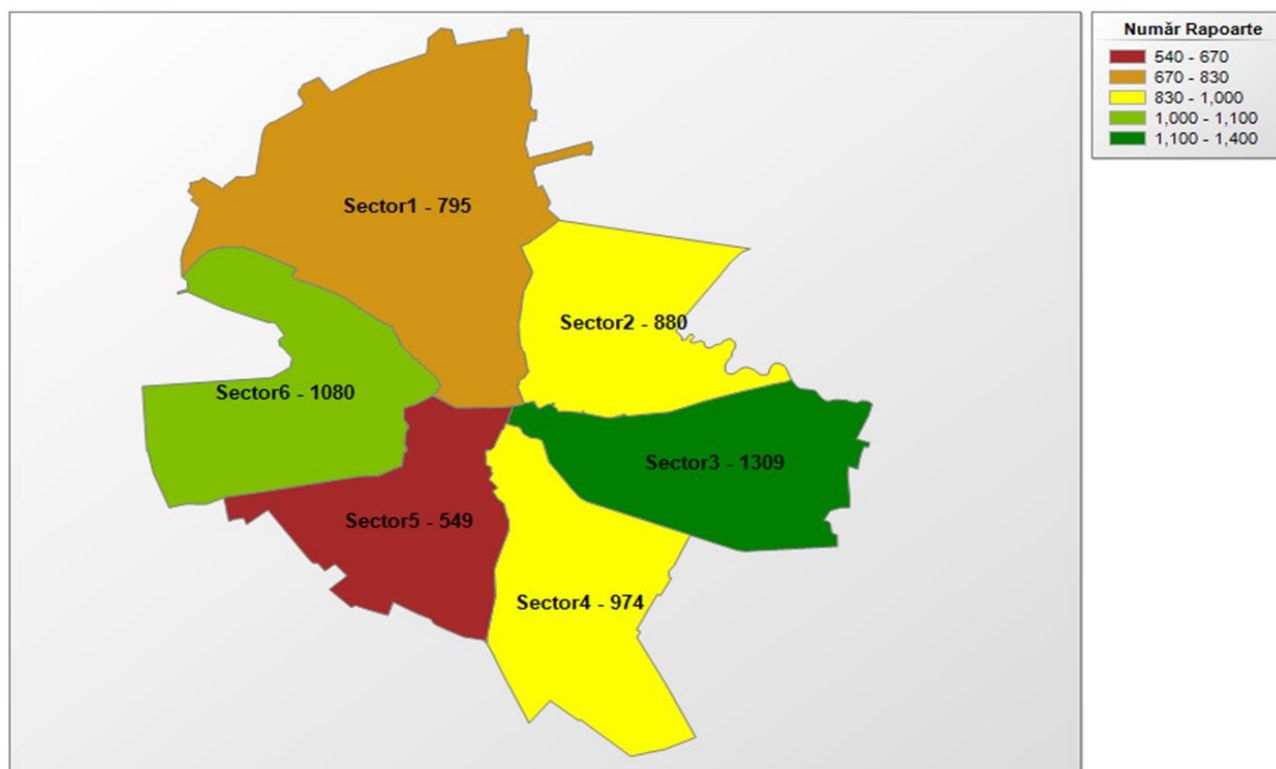 Număr Rapoarte
540 - 670
670 - 830
830 - 1,000
1,000 - 1,100
1,100 - 1,400
Sector1 - 795
Sector2 - 880
Sector6 - 1080
Sector3 - 1309
Sector5 - 549
Sector4 - 974